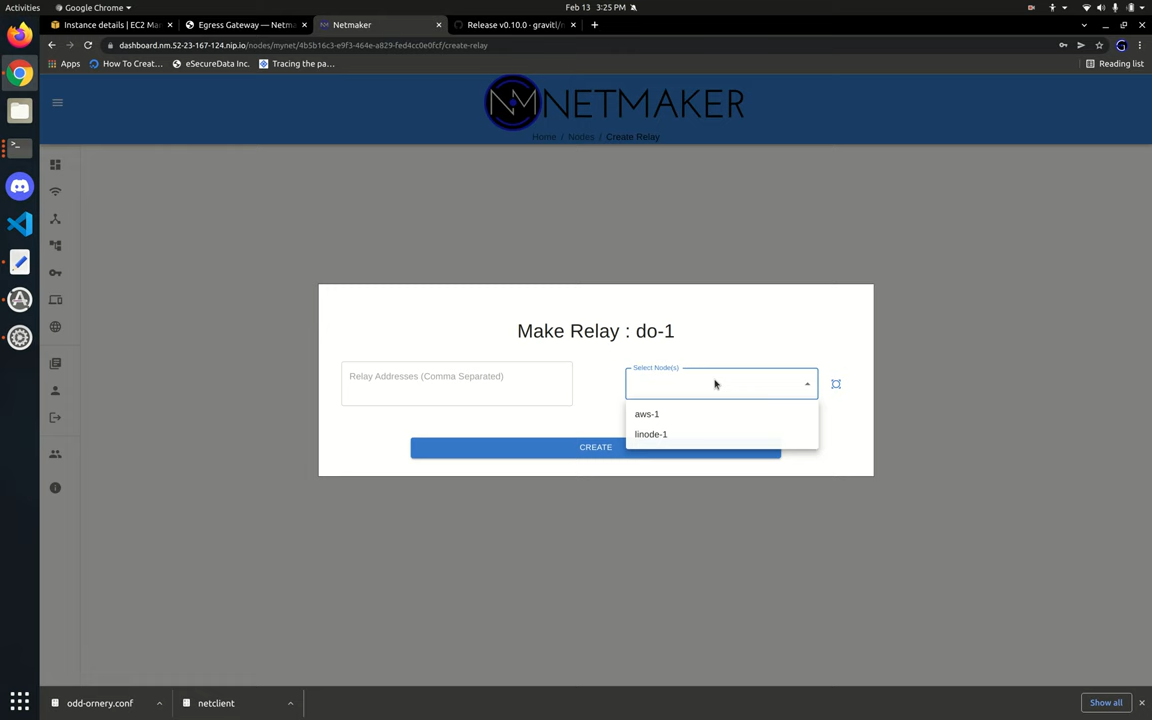 Activities
Google Chrome
Feb 13 3:25 PM
Instance details | EC2 Mar
Egress Gateway — Netma
Netmaker
Release v0.10.0 · gravitl/n
dashboard.nm.52-23-167-124.nip.io/nodes/mynet/4b5b16c3-e9f3-464e-a829-fed4cc0e0fcf/create-relay
Apps
How To Creat...
eSecureData Inc.
Tracing the pa...
Reading list
NETMAKER
Home / Nodes / Create Relay
Make Relay : do-1
Relay Addresses (Comma Separated)
Select Node(s)
aws-1
linode-1
CREATE
odd-ornery.conf
netclient
Show all